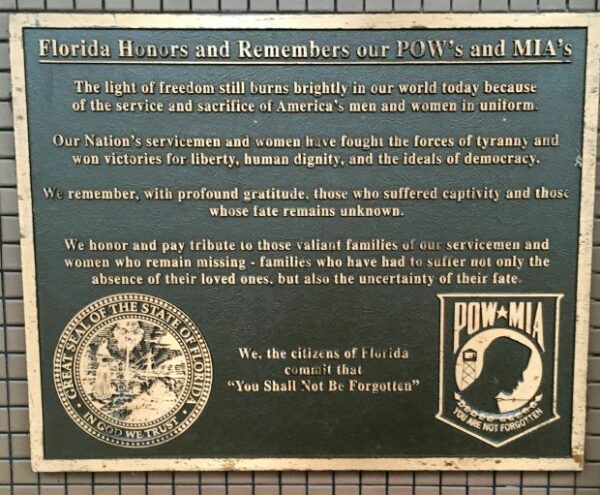 Florida Honors and Remembers our POW's and MIA's
The light of freedom still burns brightly in our world today because
of the service and sacrifice of America's men and women in uniform.
Our Nation's servicemen and women have fought the forces of tyranny and
won victories for liberty, human dignity, and the ideals of democracy.
We remember, with profound gratitude, those who suffered captivity and those
whose fate remains unknown.
We honor and pay tribute to those valiant families of our servicemen and
women who remain missing - families who have had to suffer not only the
absence of their loved ones, but also the uncertainty of their fate.
GREAT SEAL OF THE STATE OF FLORIDA
• IN GOD WE TRUST •
We, the citizens of Florida
commit that
"You Shall Not Be Forgotten"
POW★MIA
YOU ARE NOT FORGOTTEN